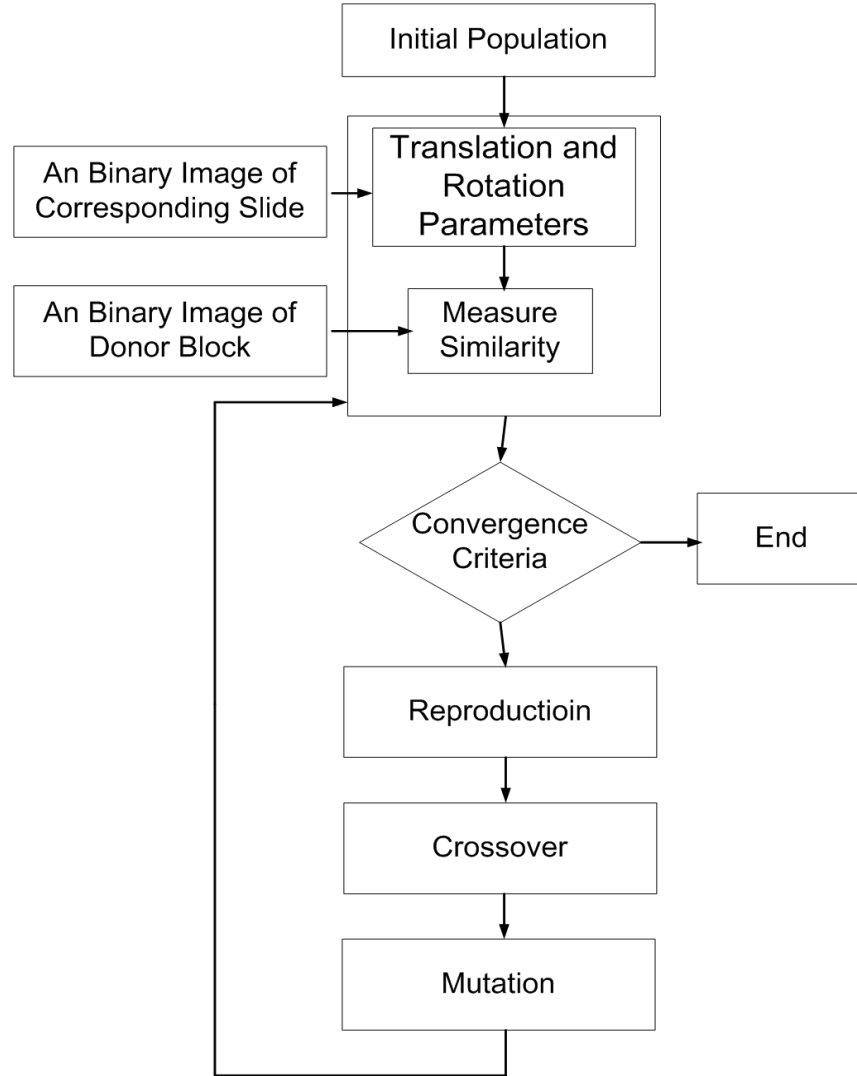 Initial Population
Translation and
Rotation
Parameters
An Binary Image of
Corresponding Slide
An Binary Image of
Donor Block
Measure
Similarity
Convergence
Criteria
End
Reproductioin
Crossover
Mutation